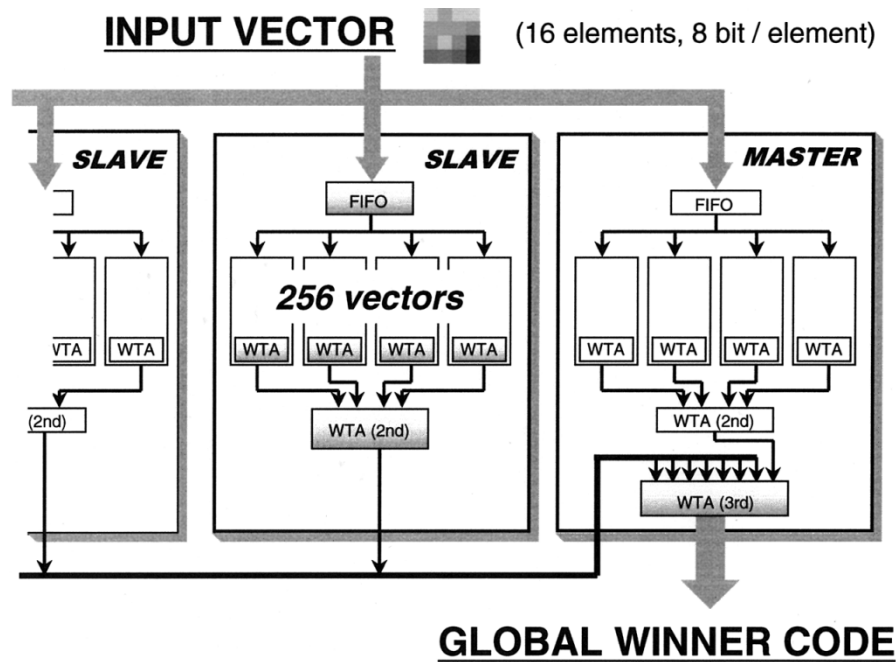 INPUT VECTOR (16 elements, 8 bit / element)
SLAVE SLAVE MASTER
FIFO FIFO
256 vectors
WTA WTA WTA WTA WTA WTA WTA WTA WTA WTA
(2nd) WTA (2nd) WTA (2nd)
WTA (3rd)
GLOBAL WINNER CODE